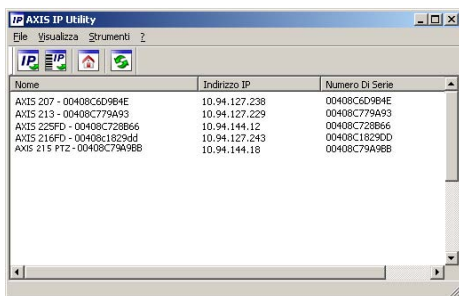 IP AXIS IP Utility
File Visualizza Strumenti ?
IP IP
Nome Indirizzo IP Numero Di Serie
AXIS 207 - 00408C6D9B4E 10.94.127.238 00408C6D9B4E
AXIS 213 - 00408C779A93 10.94.127.229 00408C779A93
AXIS 225FD - 00408C728B66 10.94.144.12 00408C728B66
AXIS 216FD - 00408c1829dd 10.94.127.243 00408C1829DD
AXIS 215 PTZ - 00408C79A9BB 10.94.144.18 00408C79A9BB